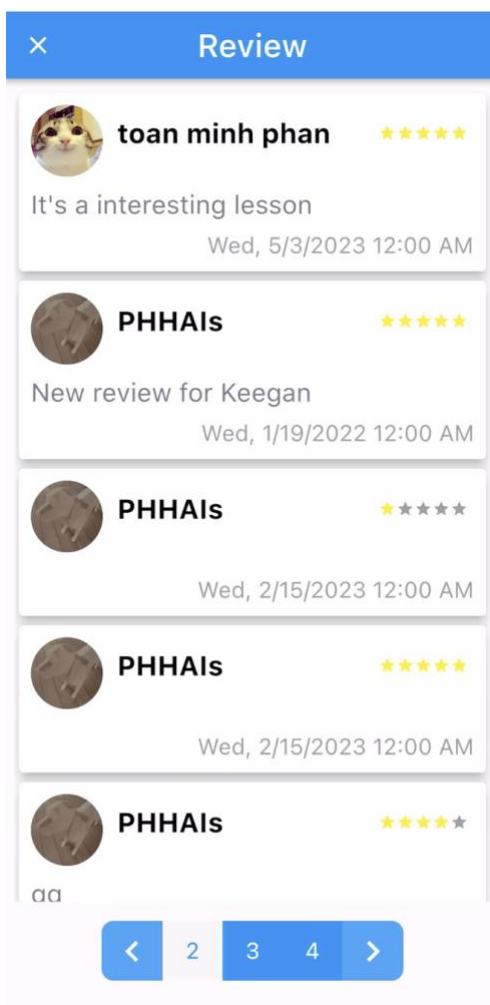 Review
toan minh phan
It's a interesting lesson
Wed, 5/3/2023 12:00 AM
PHHAIs
New review for Keegan
Wed, 1/19/2022 12:00 AM
PHHAIs
Wed, 2/15/2023 12:00 AM
PHHAIs
Wed, 2/15/2023 12:00 AM
PHHAIs
2 3 4